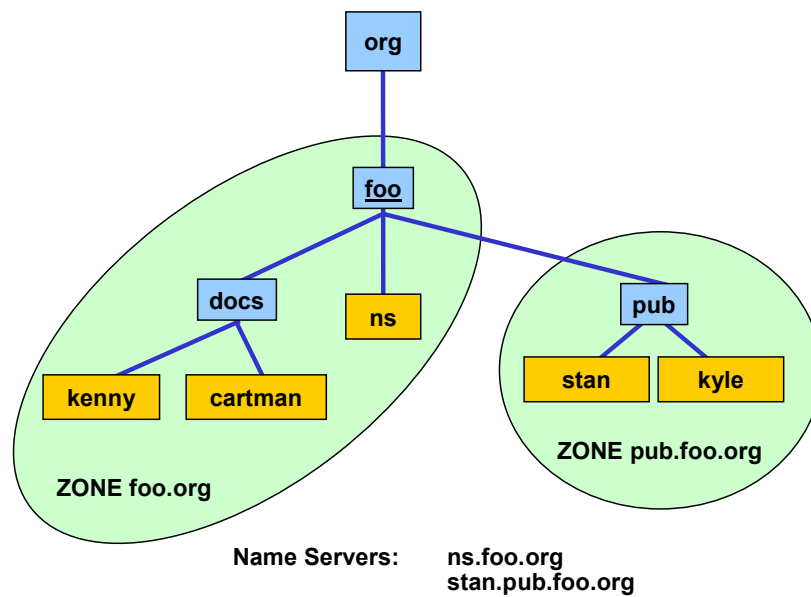 org
foo
docs
ns
pub
kenny
cartman
stan
kyle
ZONE foo.org
ZONE pub.foo.org
Name Servers: ns.foo.org
stan.pub.foo.org